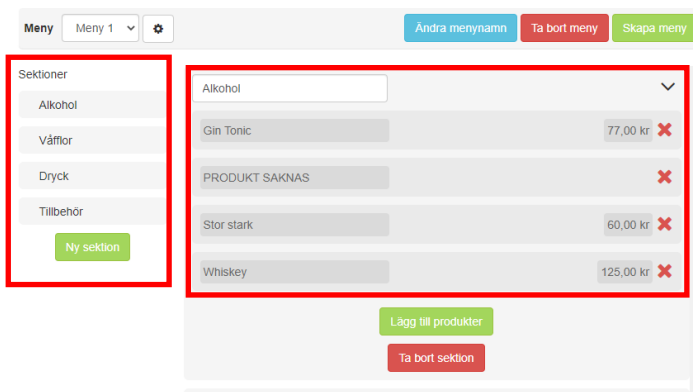 Meny Meny 1 Ändra menynamn Ta bort meny Skapa meny
Sektioner
Alkohol
Våfflor
Dryck
Tillbehör
Ny sektion
Alkohol
Gin Tonic 77,00 kr
PRODUKT SAKNAS
Stor stark 60,00 kr
Whiskey 125,00 kr
Lägg till produkter
Ta bort sektion